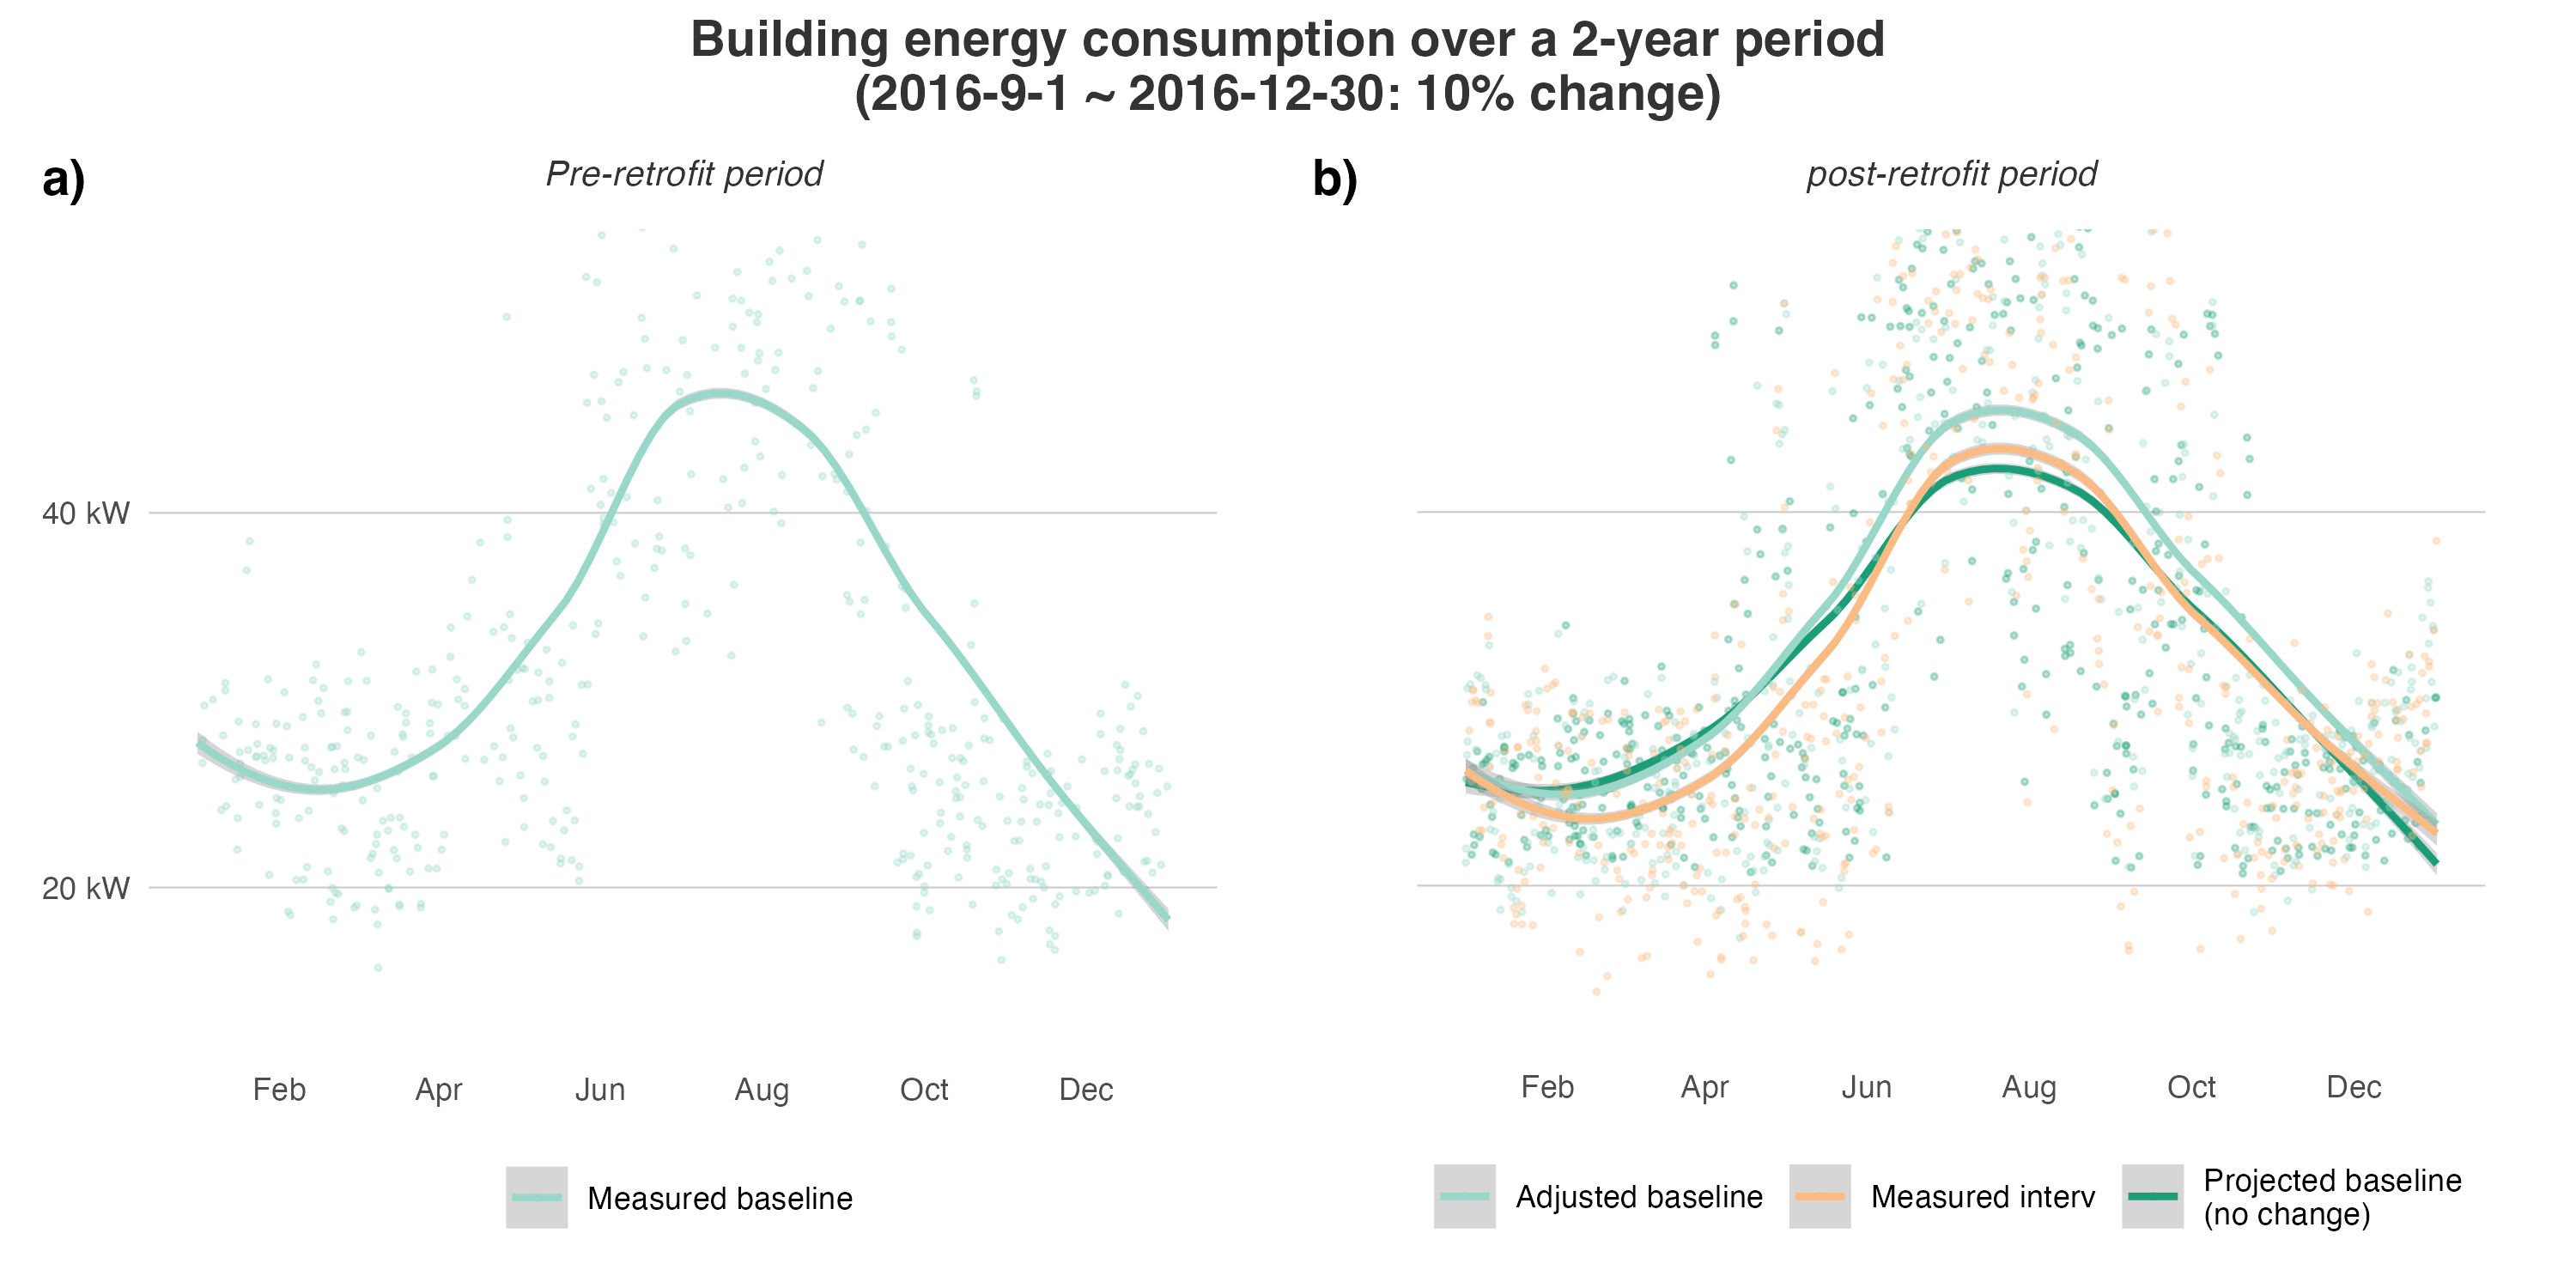 Building energy consumption over a 2-year period
(2016-9-1 ~ 2016-12-30: 10% change)
a)
Pre-retrofit period
40 kW
20 kW
Feb Apr Jun Aug Oct Dec
Measured baseline
b)
post-retrofit period
Feb Apr Jun Aug Oct Dec
Adjusted baseline
Measured interv
Projected baseline
(no change)